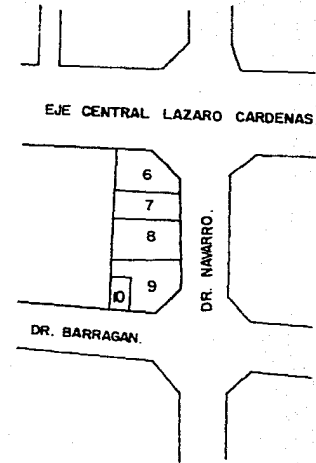 EJE CENTRAL LAZARO CARDENAS
6
7
8
9
10
DR. NAVARRO.
DR. BARRAGAN.